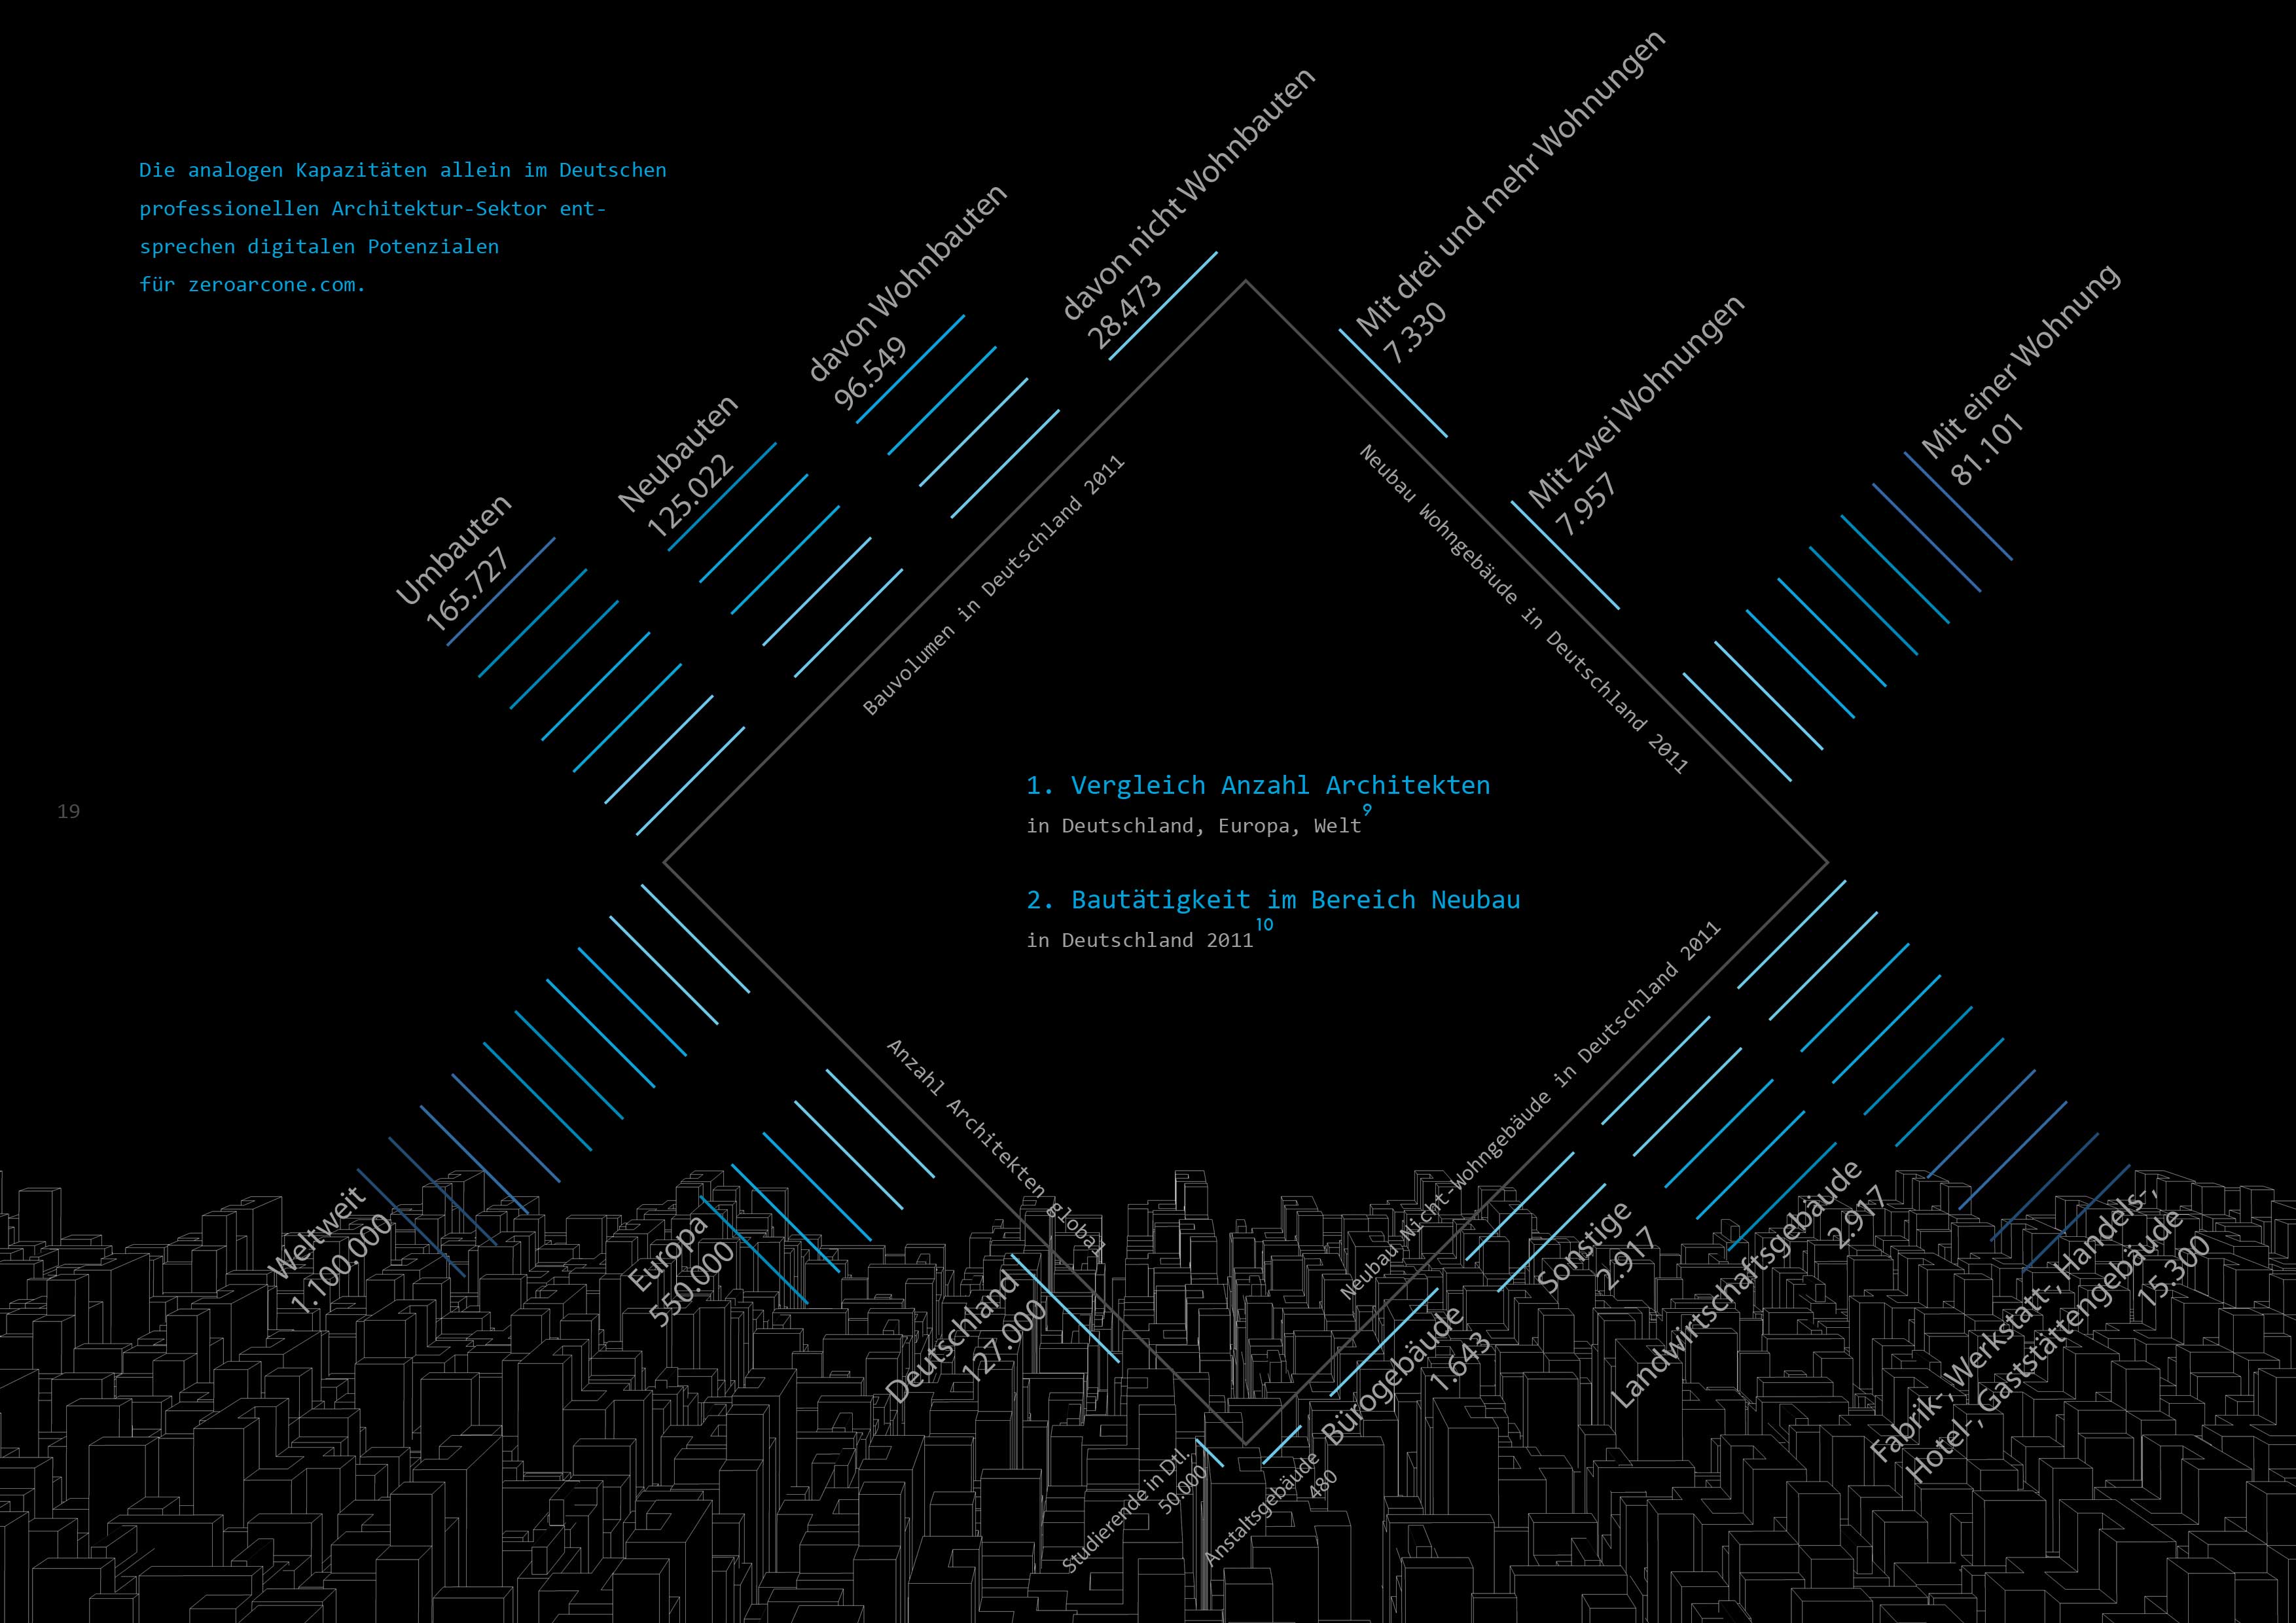 Die analogen Kapazitäten allein im Deutschen
professionellen Architektur-Sektor ent-
sprechen digitalen Potenzialen
für zeroarcone.com.
Umbauten
165.727
Neubauten
125.022
davon Wohnbauten
96.549
davon nicht Wohnbauten
28.473
Bauvolumen in Deutschland 2011
Mit drei und mehr Wohnungen
7.330
Mit zwei Wohnungen
7.957
Mit einer Wohnung
81.101
Neubau Wohngebäude in Deutschland 2011
19
1. Vergleich Anzahl Architekten
in Deutschland, Europa, Welt9
2. Bautätigkeit im Bereich Neubau
in Deutschland 201110
Anzahl Architekten global
Weltweit
1.100.000
Europa
550.000
Deutschland
127.000
Studierende in Dtl.
50.000
Neubau Nicht-Wohngebäude in Deutschland 2011
Anstaltsgebäude
480
Bürogebäude
1.643
Sonstige
2.917
Landwirtschaftsgebäude
2.917
Fabrik-, Werkstatt-, Handels-,
Hotel-, Gaststättengebäude
15.300